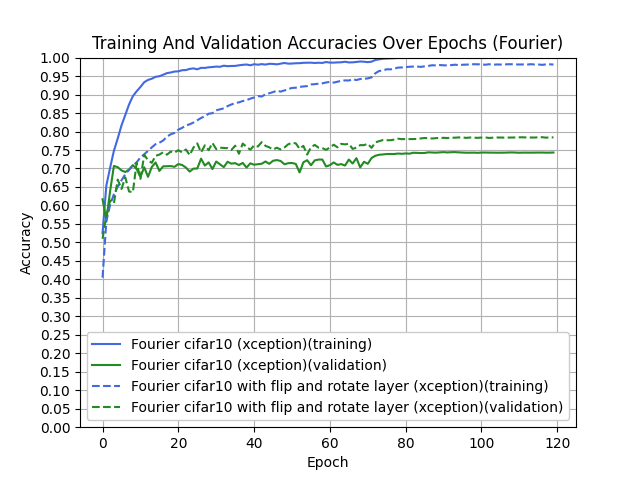 Training And Validation Accuracies Over Epochs (Fourier)
1.00
0.95
0.90
0.85
0.80
0.75
0.70
0.65
0.60
0.55
0.50
0.45
0.40
0.35
0.30
0.25
0.20
0.15
0.10
0.05
0.00
Accuracy
Fourier cifar10 (xception)(training)
Fourier cifar10 (xception)(validation)
Fourier cifar10 with flip and rotate layer (xception)(training)
Fourier cifar10 with flip and rotate layer (xception)(validation)
0 20 40 60 80 100 120
Epoch